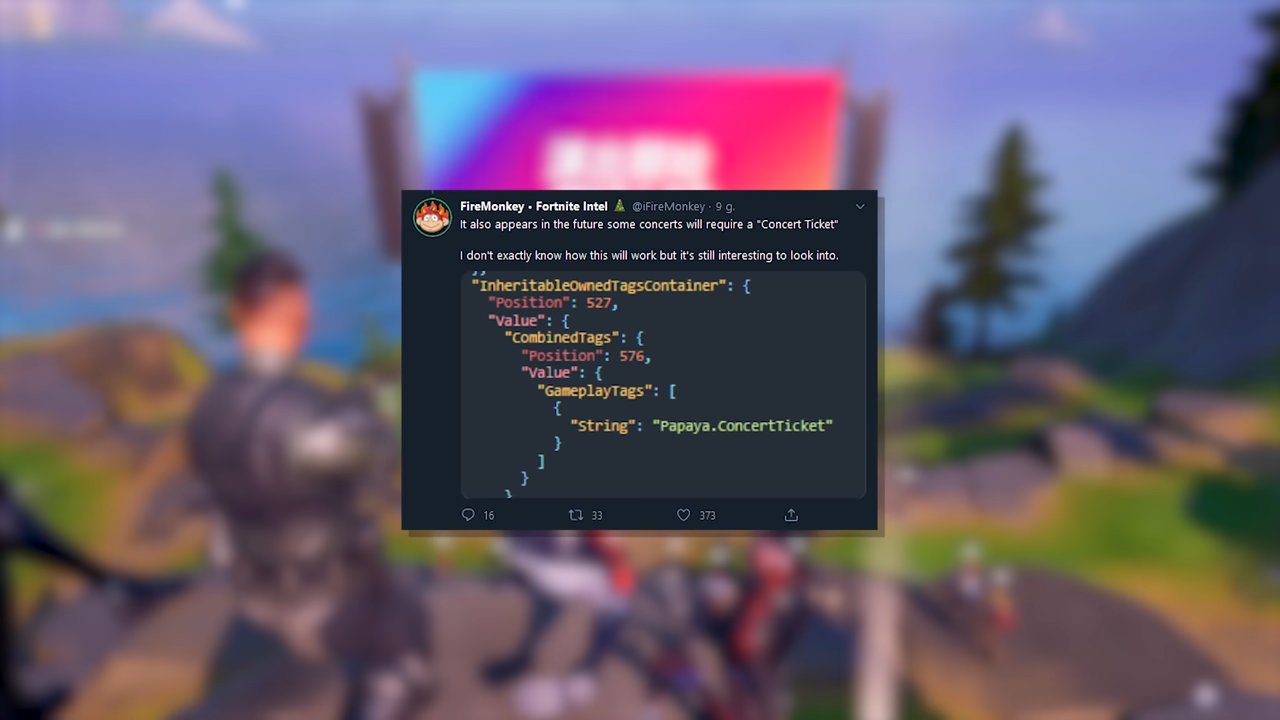 FireMonkey • Fortnite Intel 🎄 @iFireMonkey · 9 g.
It also appears in the future some concerts will require a "Concert Ticket"
I don't exactly know how this will work but it's still interesting to look into.
"InheritableOwnedTagsContainer": {
"Position": 527,
"Value": {
"CombinedTags": {
"Position": 576,
"Value": {
"GameplayTags": [
{
"String": "Papaya.ConcertTicket"
}
]
}
}
16 33 373